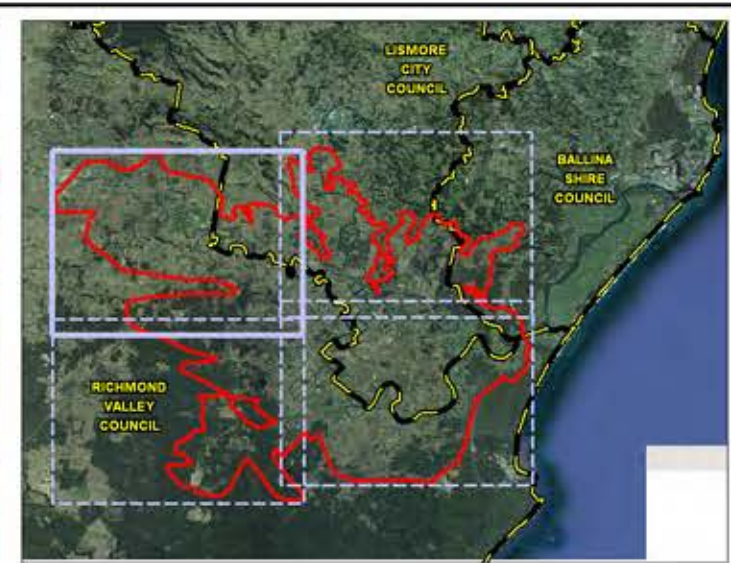 LISMORE
CITY
COUNCIL
BALLINA
SHIRE
COUNCIL
RICHMOND
VALLEY
COUNCIL